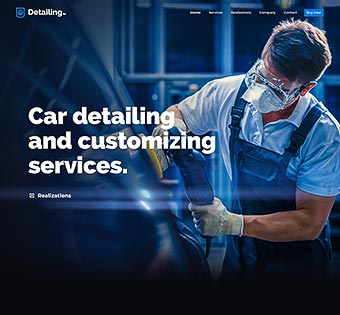 Detailing
Home Services Realizations Company Contact Buy now
Car detailing
and customizing
services.
Realizations